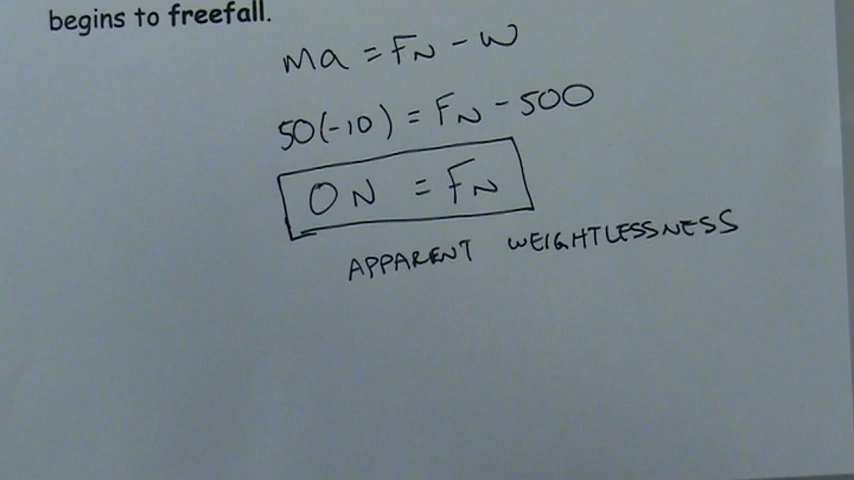 begins to freefall.
Ma = FN - W
50(-10) = FN - 500
0N = FN
APPARENT WEIGHTLESSNESS